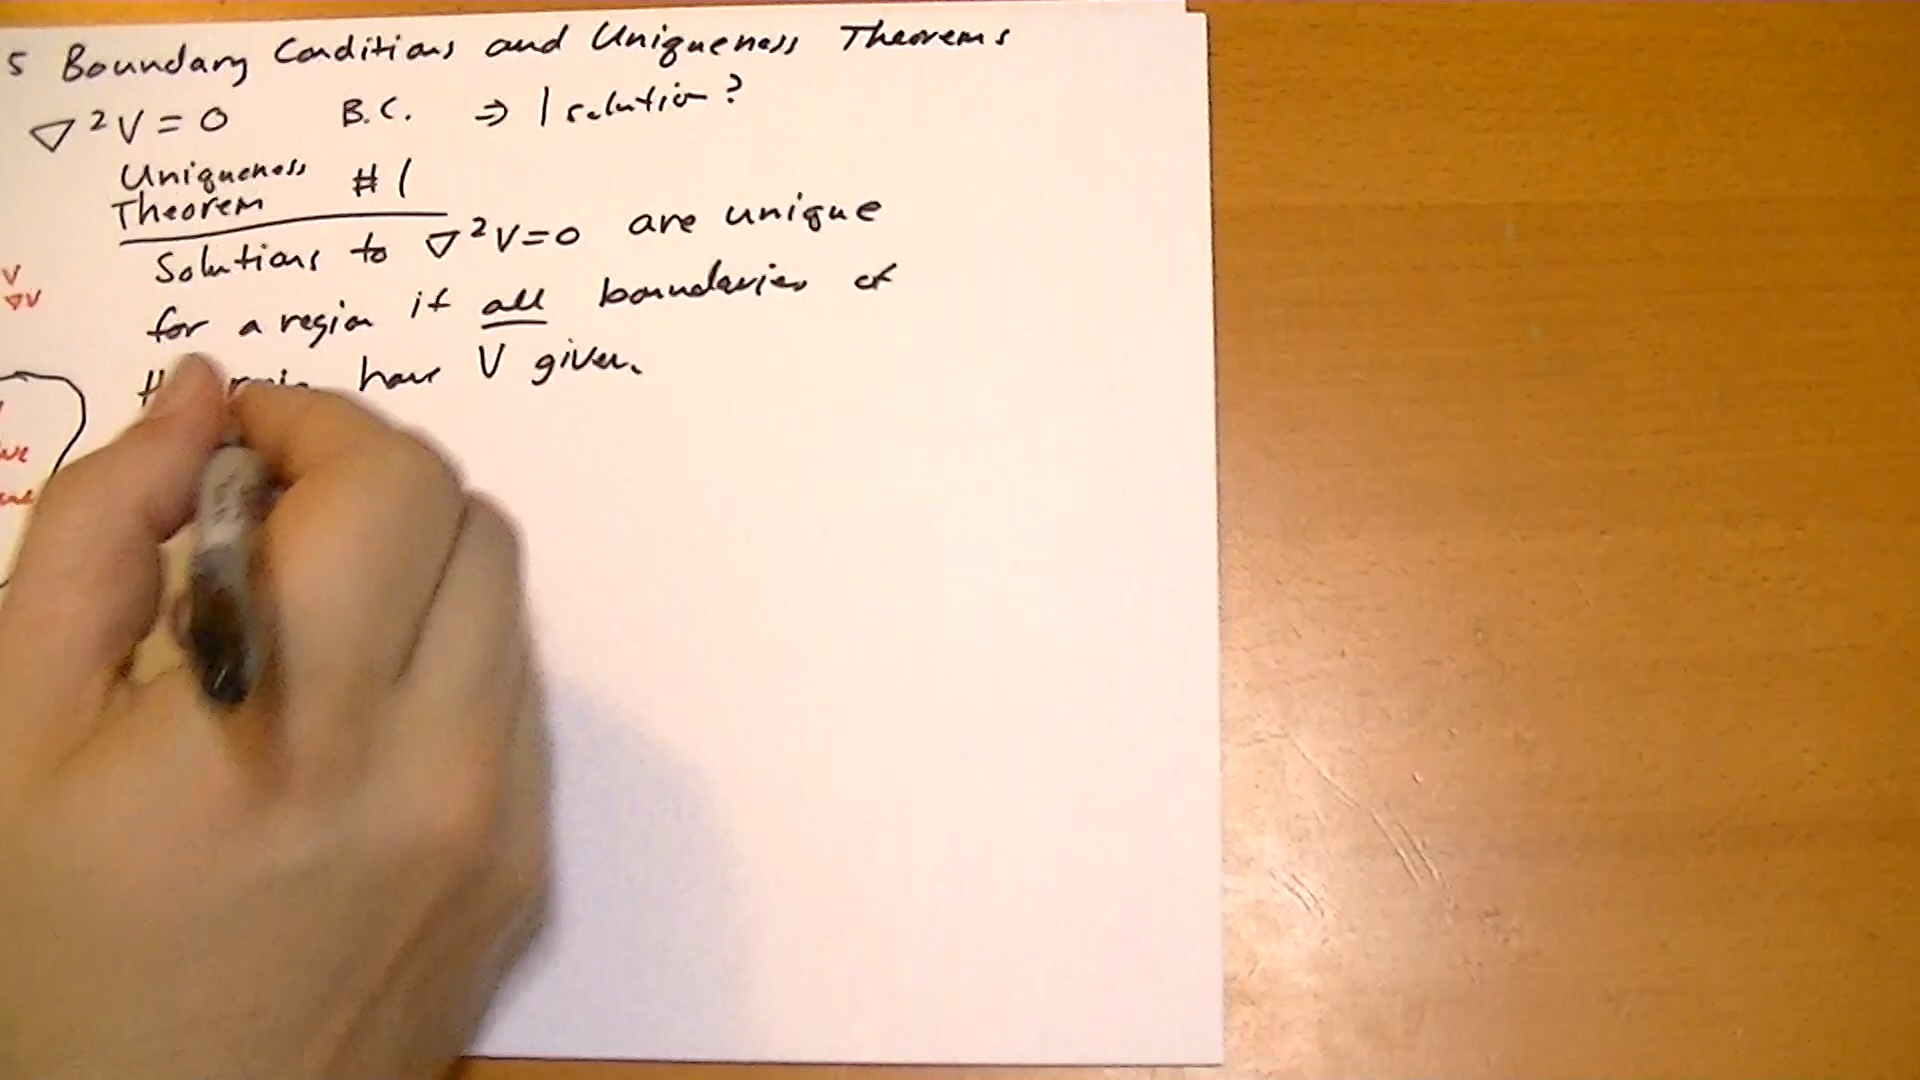 5 Boundary Conditions and Uniqueness Theorems
∇²V=0 B.C. ⇒ 1 solution?
Uniqueness
Theorem #1
Solutions to ∇²V=0 are unique
for a region if all boundaries of
have V given.
V
∇V